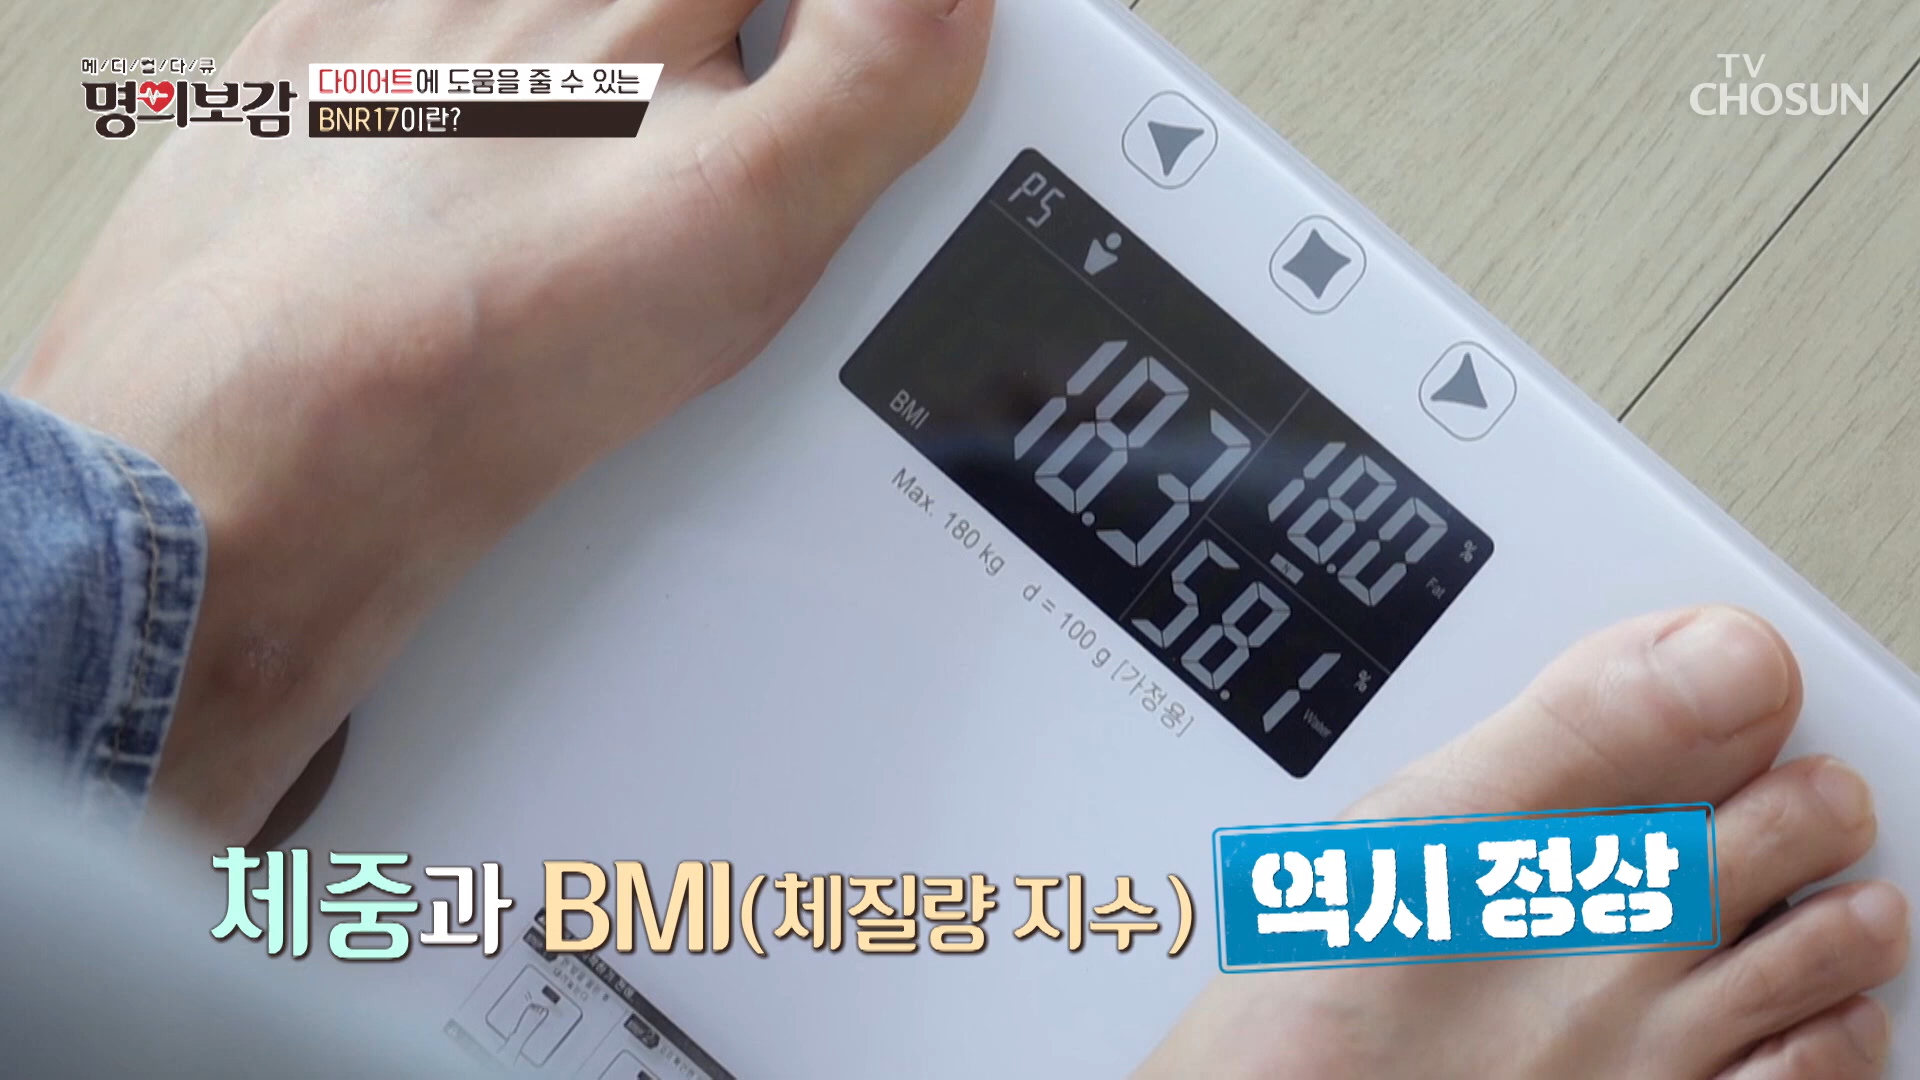 메/디/컬/다/큐
명의보감
다이어트에 도움을 줄 수 있는
BNR17이란?
TV
CHOSUN
P5
BMI
18.3
18.0 %
Fat
N
58.1 %
Water
Max. 180 kg d = 100 g [가정용]
체중과 BMI(체질량 지수) 역시 정상